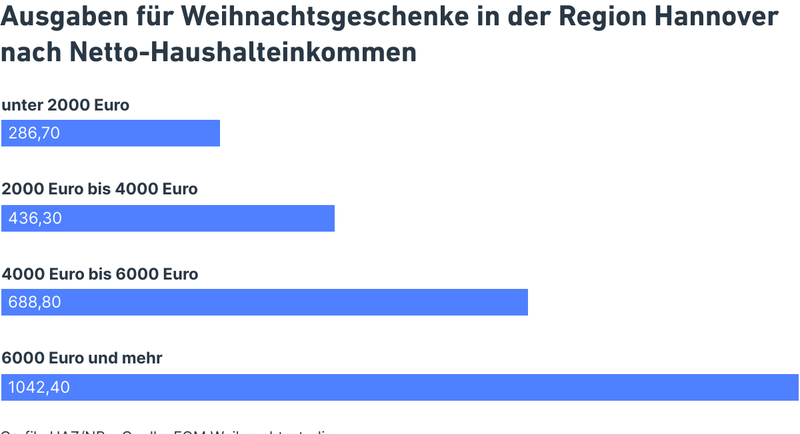 Ausgaben für Weihnachtsgeschenke in der Region Hannover
nach Netto-Haushalteinkommen
unter 2000 Euro
286,70
2000 Euro bis 4000 Euro
436,30
4000 Euro bis 6000 Euro
688,80
6000 Euro und mehr
1042,40